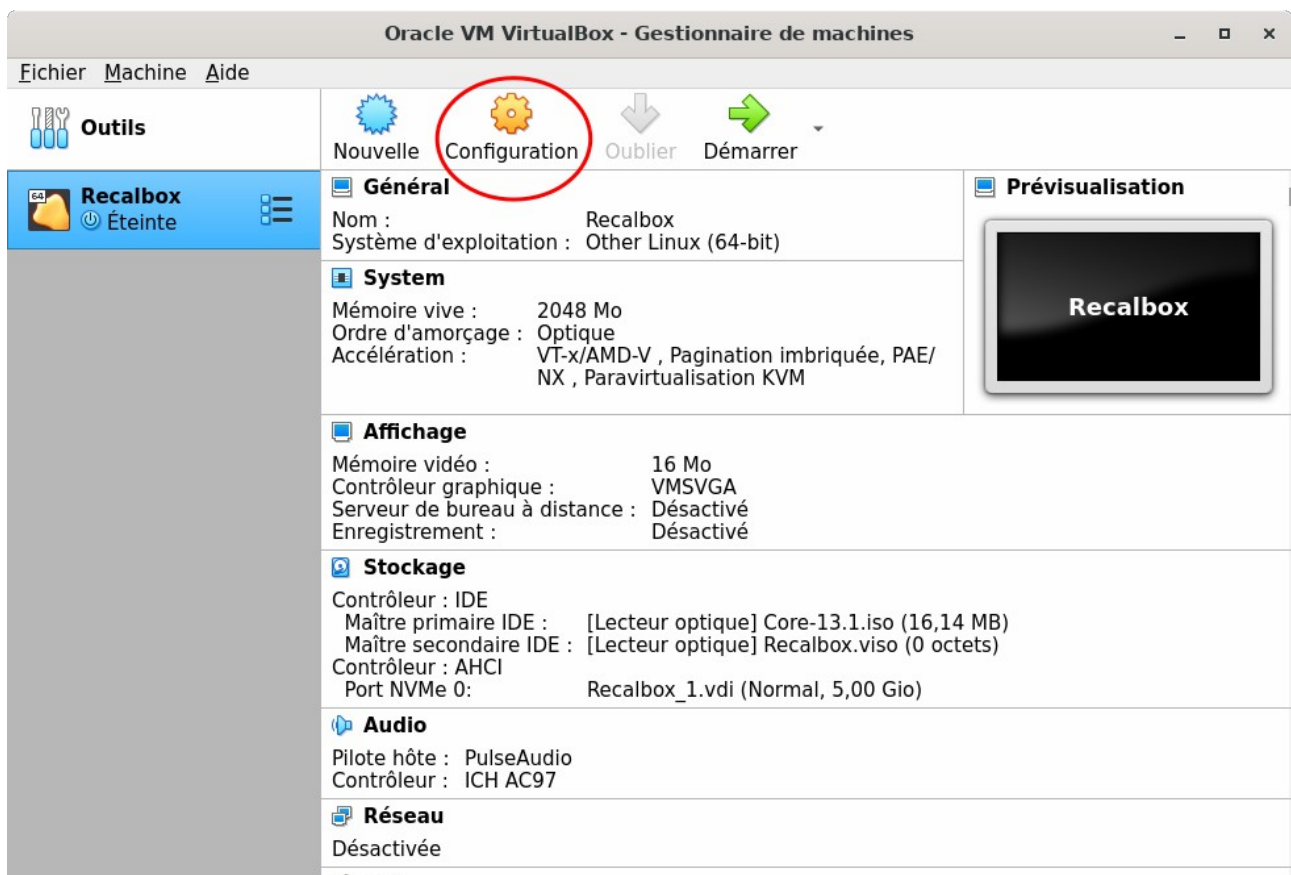 Oracle VM VirtualBox - Gestionnaire de machines
Fichier Machine Aide
Outils
Nouvelle Configuration Oublier Démarrer
64
Recalbox
Éteinte
Général
Nom : Recalbox
Système d'exploitation : Other Linux (64-bit)
System
Mémoire vive : 2048 Mo
Ordre d'amorçage : Optique
Accélération : VT-x/AMD-V , Pagination imbriquée, PAE/
NX , Paravirtualisation KVM
Prévisualisation
Recalbox
Affichage
Mémoire vidéo : 16 Mo
Contrôleur graphique : VMSVGA
Serveur de bureau à distance : Désactivé
Enregistrement : Désactivé
Stockage
Contrôleur : IDE
Maître primaire IDE : [Lecteur optique] Core-13.1.iso (16,14 MB)
Maître secondaire IDE : [Lecteur optique] Recalbox.viso (0 octets)
Contrôleur : AHCI
Port NVMe 0: Recalbox_1.vdi (Normal, 5,00 Gio)
Audio
Pilote hôte : PulseAudio
Contrôleur : ICH AC97
Réseau
Désactivée